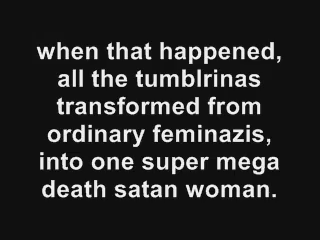 when that happened,
all the tumblrinas
transformed from
ordinary feminazis,
into one super mega
death satan woman.